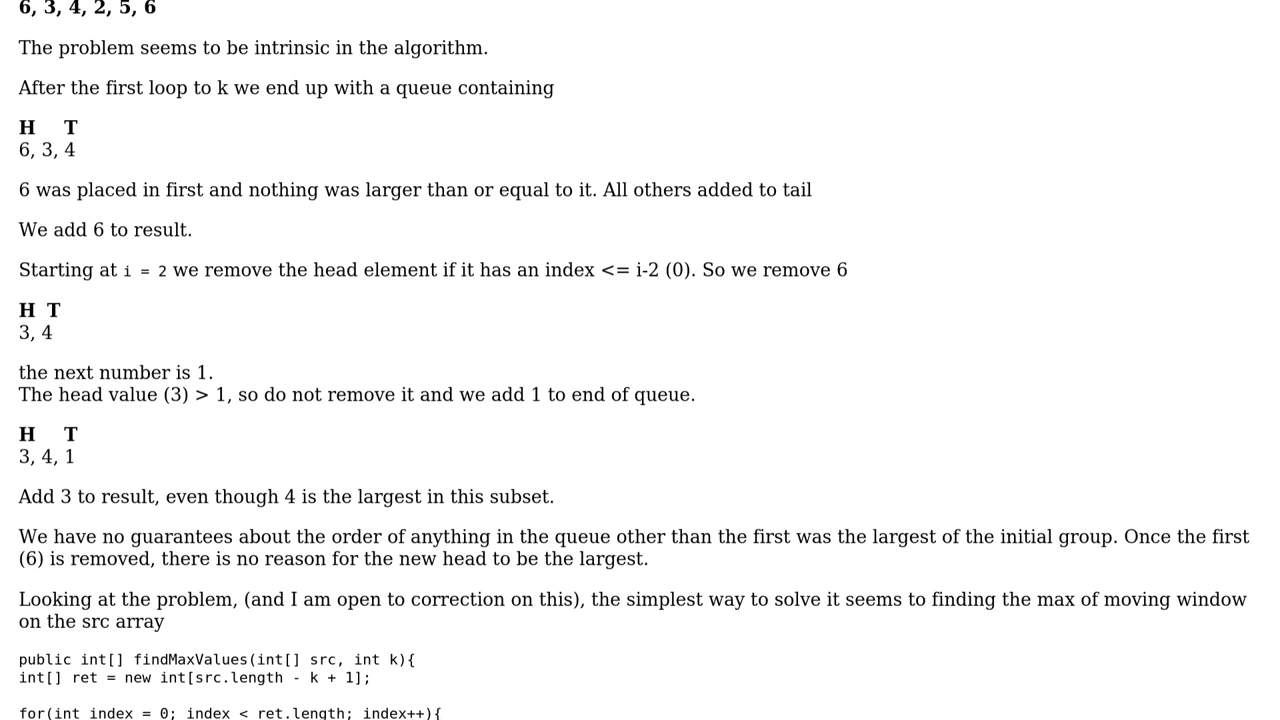 6, 3, 4, 2, 5, 6
The problem seems to be intrinsic in the algorithm.
After the first loop to k we end up with a queue containing
H T
6, 3, 4
6 was placed in first and nothing was larger than or equal to it. All others added to tail
We add 6 to result.
Starting at i = 2 we remove the head element if it has an index <= i-2 (0). So we remove 6
H T
3, 4
the next number is 1.
The head value (3) > 1, so do not remove it and we add 1 to end of queue.
H T
3, 4, 1
Add 3 to result, even though 4 is the largest in this subset.
We have no guarantees about the order of anything in the queue other than the first was the largest of the initial group. Once the first
(6) is removed, there is no reason for the new head to be the largest.
Looking at the problem, (and I am open to correction on this), the simplest way to solve it seems to finding the max of moving window
on the src array
public int[] findMaxValues(int[] src, int k){
int[] ret = new int[src.length - k + 1];
for(int index = 0; index < ret.length; index++){